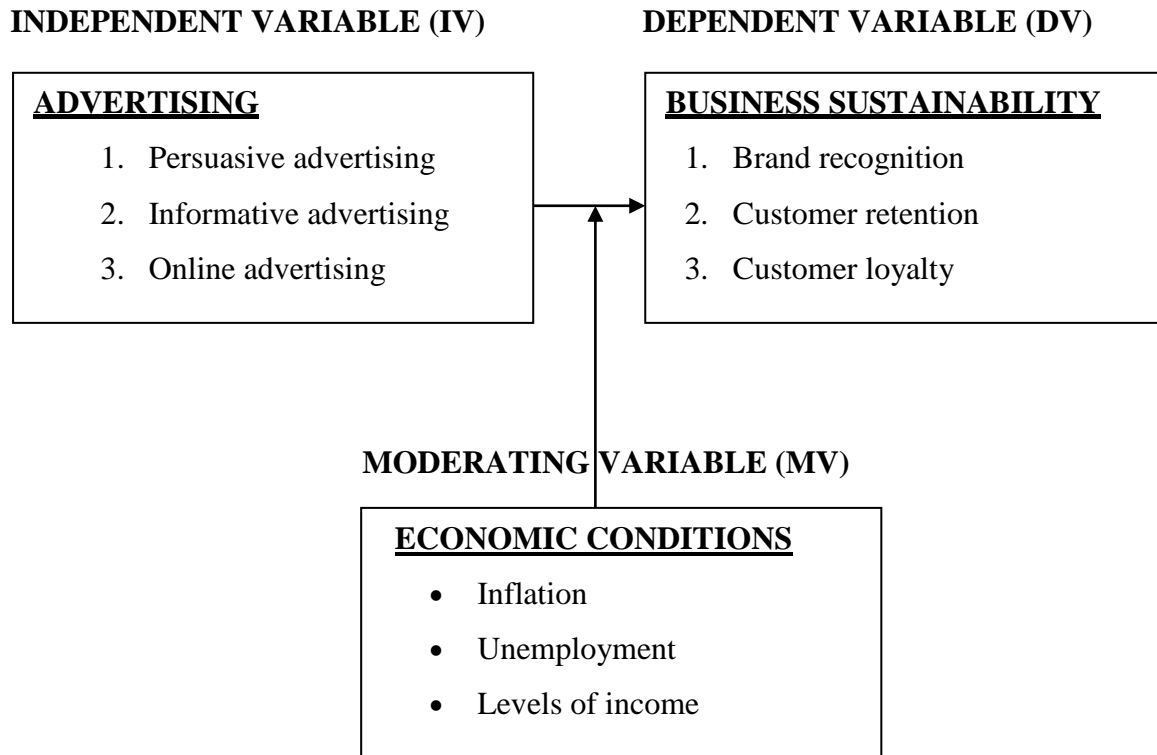 INDEPENDENT VARIABLE (IV)
DEPENDENT VARIABLE (DV)
ADVERTISING
1. Persuasive advertising
2. Informative advertising
3. Online advertising
BUSINESS SUSTAINABILITY
1. Brand recognition
2. Customer retention
3. Customer loyalty
MODERATING VARIABLE (MV)
ECONOMIC CONDITIONS
• Inflation
• Unemployment
• Levels of income